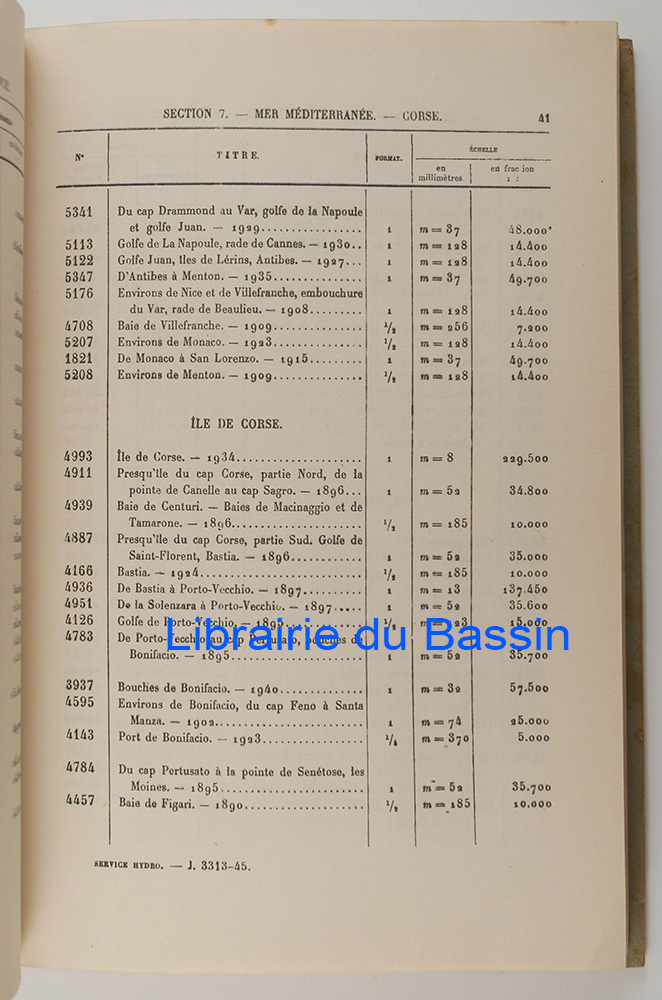 SECTION 7. — MER MÉDITERRANÉE. — CORSE. 41
N° TITRE. FORMAT. ÉCHELLE
en millimètres. en frac ion 1 :
5341 Du cap Drammond au Var, golfe de la Napoule
et golfe Juan. — 1929.................. 1 m = 37 48.000*
5113 Golfe de La Napoule, rade de Cannes. — 1930.. 1 m = 128 14.400
5122 Golfe Juan, îles de Lérins, Antibes. — 1927... 1 m = 128 14.400
5347 D'Antibes à Menton. — 1935............... 1 m = 37 49.700
5176 Environs de Nice et de Villefranche, embouchure
du Var, rade de Beaulieu. — 1908......... 1 m = 128 14.400
4708 Baie de Villefranche. — 1909............... 1/2 m = 256 7.200
5207 Environs de Monaco. — 1923............... 1/2 m = 128 14.400
1821 De Monaco à San Lorenzo. — 1915......... 1 m = 37 49.700
5208 Environs de Menton. — 1909............... 1/2 m = 128 14.400
ÎLE DE CORSE.
4993 Île de Corse. — 1934..................... 1 m = 8 229.500
4911 Presqu'île du cap Corse, partie Nord, de la
pointe de Canelle au cap Sagro. — 1896... 1 m = 52 34.800
4939 Baie de Centuri. — Baies de Macinaggio et de
Tamarone. — 1896...................... 1/2 m = 185 10.000
4887 Presqu'île du cap Corse, partie Sud. Golfe de
Saint-Florent, Bastia. — 1896............ 1 m = 52 35.000
4166 Bastia. — 1924........................... 1/2 m = 185 10.000
4936 De Bastia à Porto-Vecchio. — 1897.......... 1 m = 13 137.450
4951 De la Solenzara à Porto-Vecchio. — 1897..... 1 m = 52 35.600
4126 Golfe de Porto-Vecchio. — 1895............ 1/2 15.000
4783 De Porto-Vecchio au cap Pertusato, bouches de
Bonifacio. — 1895...................... 1 m = 52 35.700
Librairie du Bassin
3937 Bouches de Bonifacio. — 1940.............. 1 m = 32 57.500
4595 Environs de Bonifacio, du cap Feno à Santa
Manza. — 1902........................ 1 m = 74 25.000
4143 Port de Bonifacio. — 1923................. 1/4 m = 370 5.000
4784 Du cap Pertusato à la pointe de Senétose, les
Moines. — 1895........................ 1 m = 52 35.700
4457 Baie de Figari. — 1890.................... 1/2 m = 185 10.000
SERVICE HYDRO. — J. 3313-45.